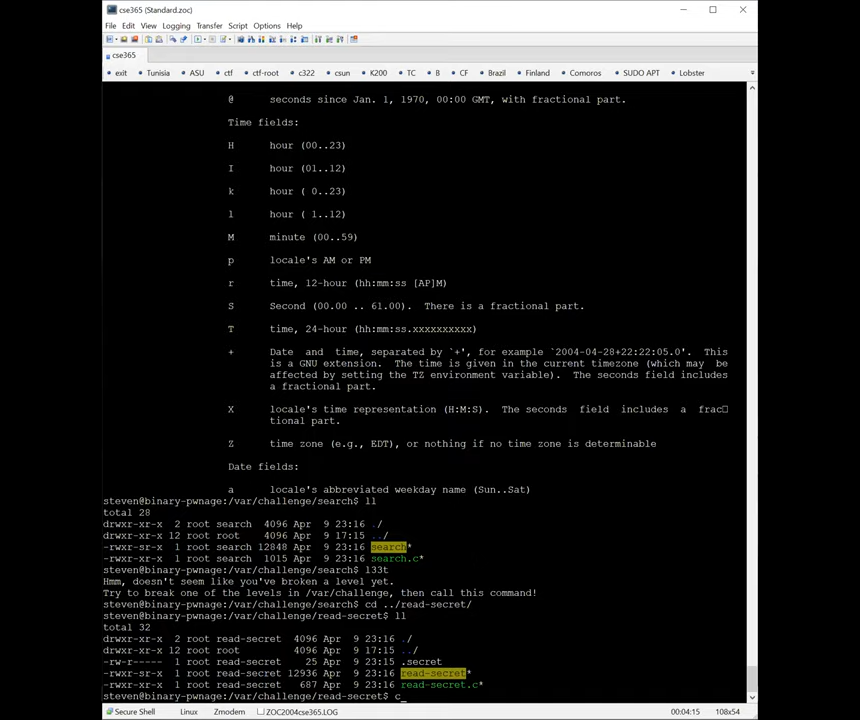 cse365 (Standard.zoc)
File Edit View Logging Transfer Script Options Help
cse365
exit Tunisia ASU ctf ctf-root c322 csun K200 TC B CF Brazil Finland Comoros SUDO APT Lobster
@ seconds since Jan. 1, 1970, 00:00 GMT, with fractional part.
Time fields:
H hour (00..23)
I hour (01..12)
k hour ( 0..23)
l hour ( 1..12)
M minute (00..59)
p locale's AM or PM
r time, 12-hour (hh:mm:ss [AP]M)
S Second (00.00 .. 61.00). There is a fractional part.
T time, 24-hour (hh:mm:ss.xxxxxxxxxx)
+ Date and time, separated by `+', for example `2004-04-28+22:22:05.0'. This
is a GNU extension. The time is given in the current timezone (which may be
affected by setting the TZ environment variable). The seconds field includes
a fractional part.
X locale's time representation (H:M:S). The seconds field includes a frac
tional part.
Z time zone (e.g., EDT), or nothing if no time zone is determinable
Date fields:
a locale's abbreviated weekday name (Sun..Sat)
steven@binary-pwnage:/var/challenge/search$ ll
total 28
drwxr-xr-x 2 root search 4096 Apr 9 23:16 ./
drwxr-xr-x 12 root root 4096 Apr 9 17:15 ../
-rwxr-sr-x 1 root search 12848 Apr 9 23:16 search*
-rwxr-xr-x 1 root search 1015 Apr 9 23:16 search.c*
steven@binary-pwnage:/var/challenge/search$ l33t
Hmm, doesn't seem like you've broken a level yet.
Try to break one of the levels in /var/challenge, then call this command!
steven@binary-pwnage:/var/challenge/search$ cd ../read-secret/
steven@binary-pwnage:/var/challenge/read-secret$ ll
total 32
drwxr-xr-x 2 root read-secret 4096 Apr 9 23:16 ./
drwxr-xr-x 12 root root 4096 Apr 9 17:15 ../
-rw-r----- 1 root read-secret 25 Apr 9 23:15 .secret
-rwxr-sr-x 1 root read-secret 12936 Apr 9 23:16 read-secret*
-rwxr-xr-x 1 root read-secret 687 Apr 9 23:16 read-secret.c*
steven@binary-pwnage:/var/challenge/read-secret$ c_
Secure Shell Linux Zmodem ZOC2004cse365.LOG 00:04:15 108x54